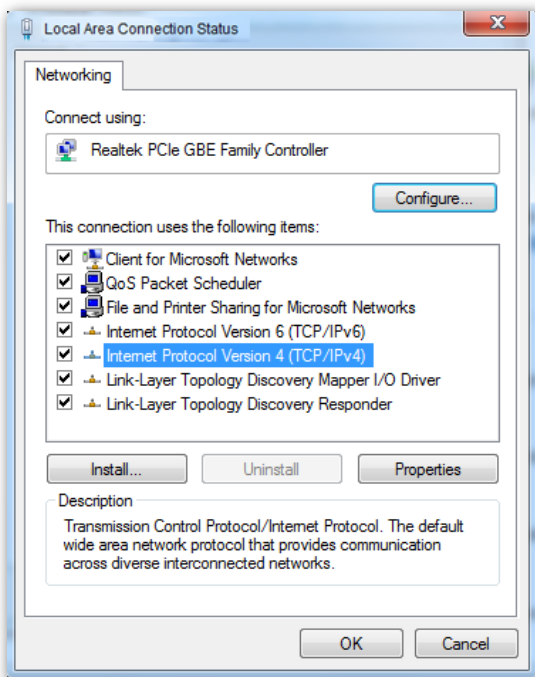 Local Area Connection Status
Networking
Connect using:
Realtek PCIe GBE Family Controller
Configure...
This connection uses the following items:
Client for Microsoft Networks
QoS Packet Scheduler
File and Printer Sharing for Microsoft Networks
Internet Protocol Version 6 (TCP/IPv6)
Internet Protocol Version 4 (TCP/IPv4)
Link-Layer Topology Discovery Mapper I/O Driver
Link-Layer Topology Discovery Responder
Install... Uninstall Properties
Description
Transmission Control Protocol/Internet Protocol. The default
wide area network protocol that provides communication
across diverse interconnected networks.
OK Cancel